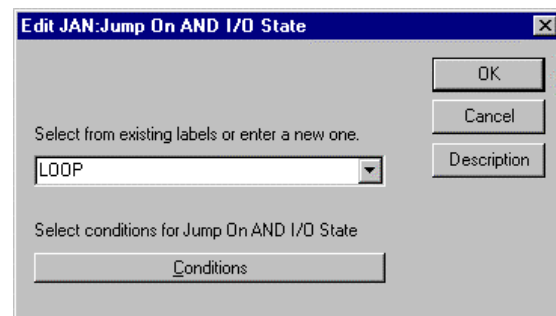 Edit JAN:Jump On AND I/O State
OK
Cancel
Select from existing labels or enter a new one.
Description
LOOP
Select conditions for Jump On AND I/O State
Conditions